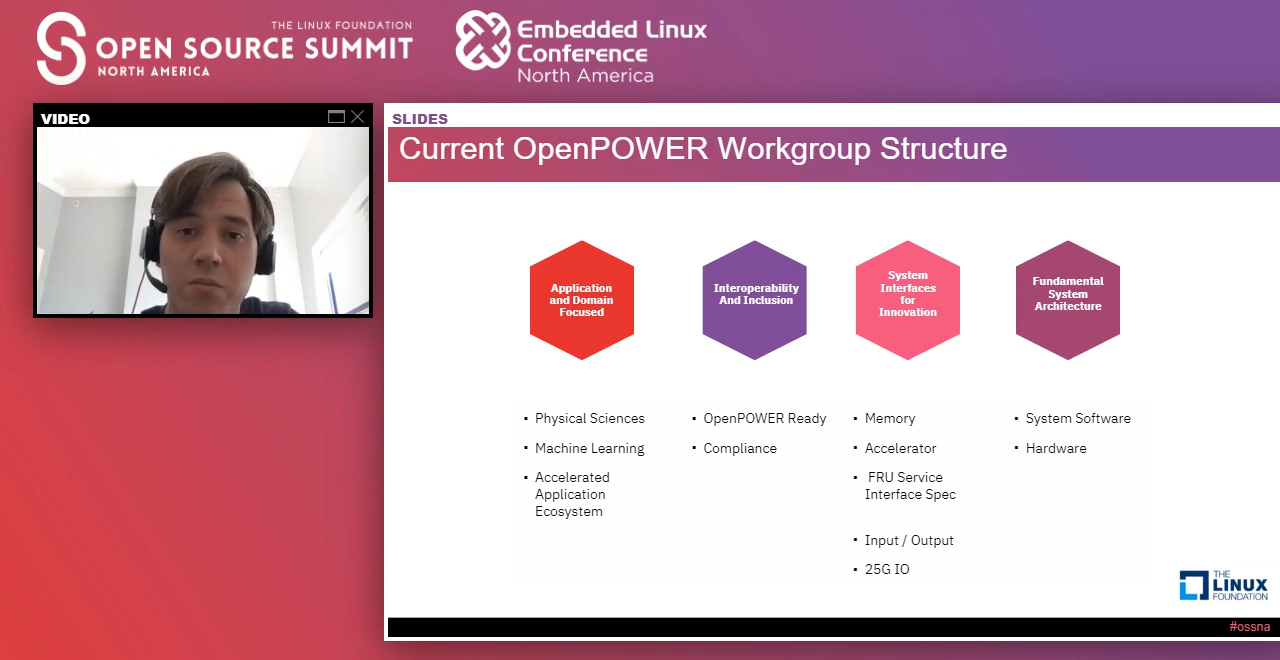 THE LINUX FOUNDATION
OPEN SOURCE SUMMIT
NORTH AMERICA
Embedded Linux
Conference
North America
VIDEO
SLIDES
Current OpenPOWER Workgroup Structure
Application
and Domain
Focused
Interoperability
And Inclusion
System
Interfaces
for
Innovation
Fundamental
System
Architecture
▪ Physical Sciences
▪ Machine Learning
▪ Accelerated
Application
Ecosystem
▪ OpenPOWER Ready
▪ Compliance
▪ Memory
▪ Accelerator
▪ FRU Service
Interface Spec
▪ Input / Output
▪ 25G IO
▪ System Software
▪ Hardware
THE
LINUX
FOUNDATION
#ossna